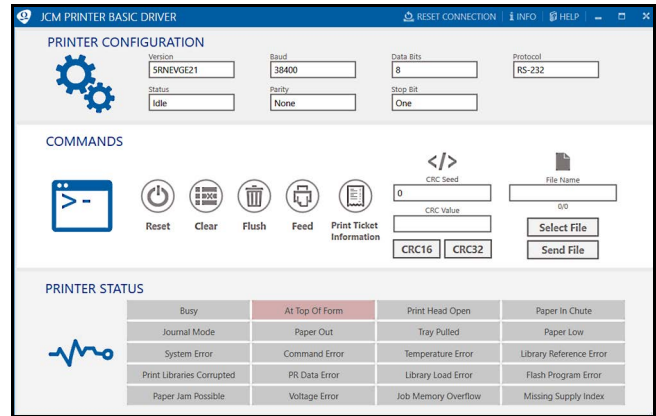 JCM PRINTER BASIC DRIVER
RESET CONNECTION | INFO | HELP
PRINTER CONFIGURATION
Version Baud Data Bits Protocol
5RNEVGE21 38400 8 RS-232
Status Parity Stop Bit
Idle None One
COMMANDS
</>
CRC Seed File Name
0
0/0
CRC Value
Select File
Reset Clear Flush Feed Print Ticket
Information
CRC16 CRC32 Send File
PRINTER STATUS
Busy At Top Of Form Print Head Open Paper In Chute
Journal Mode Paper Out Tray Pulled Paper Low
System Error Command Error Temperature Error Library Reference Error
Print Libraries Corrupted PR Data Error Library Load Error Flash Program Error
Paper Jam Possible Voltage Error Job Memory Overflow Missing Supply Index